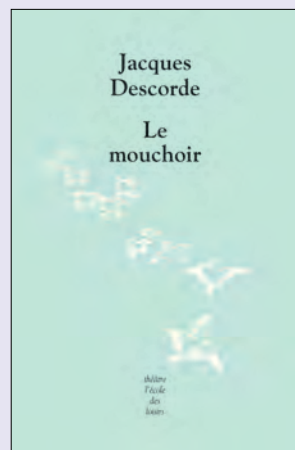 Jacques
Descorde
Le
mouchoir
théâtre
l'école
des
loisirs